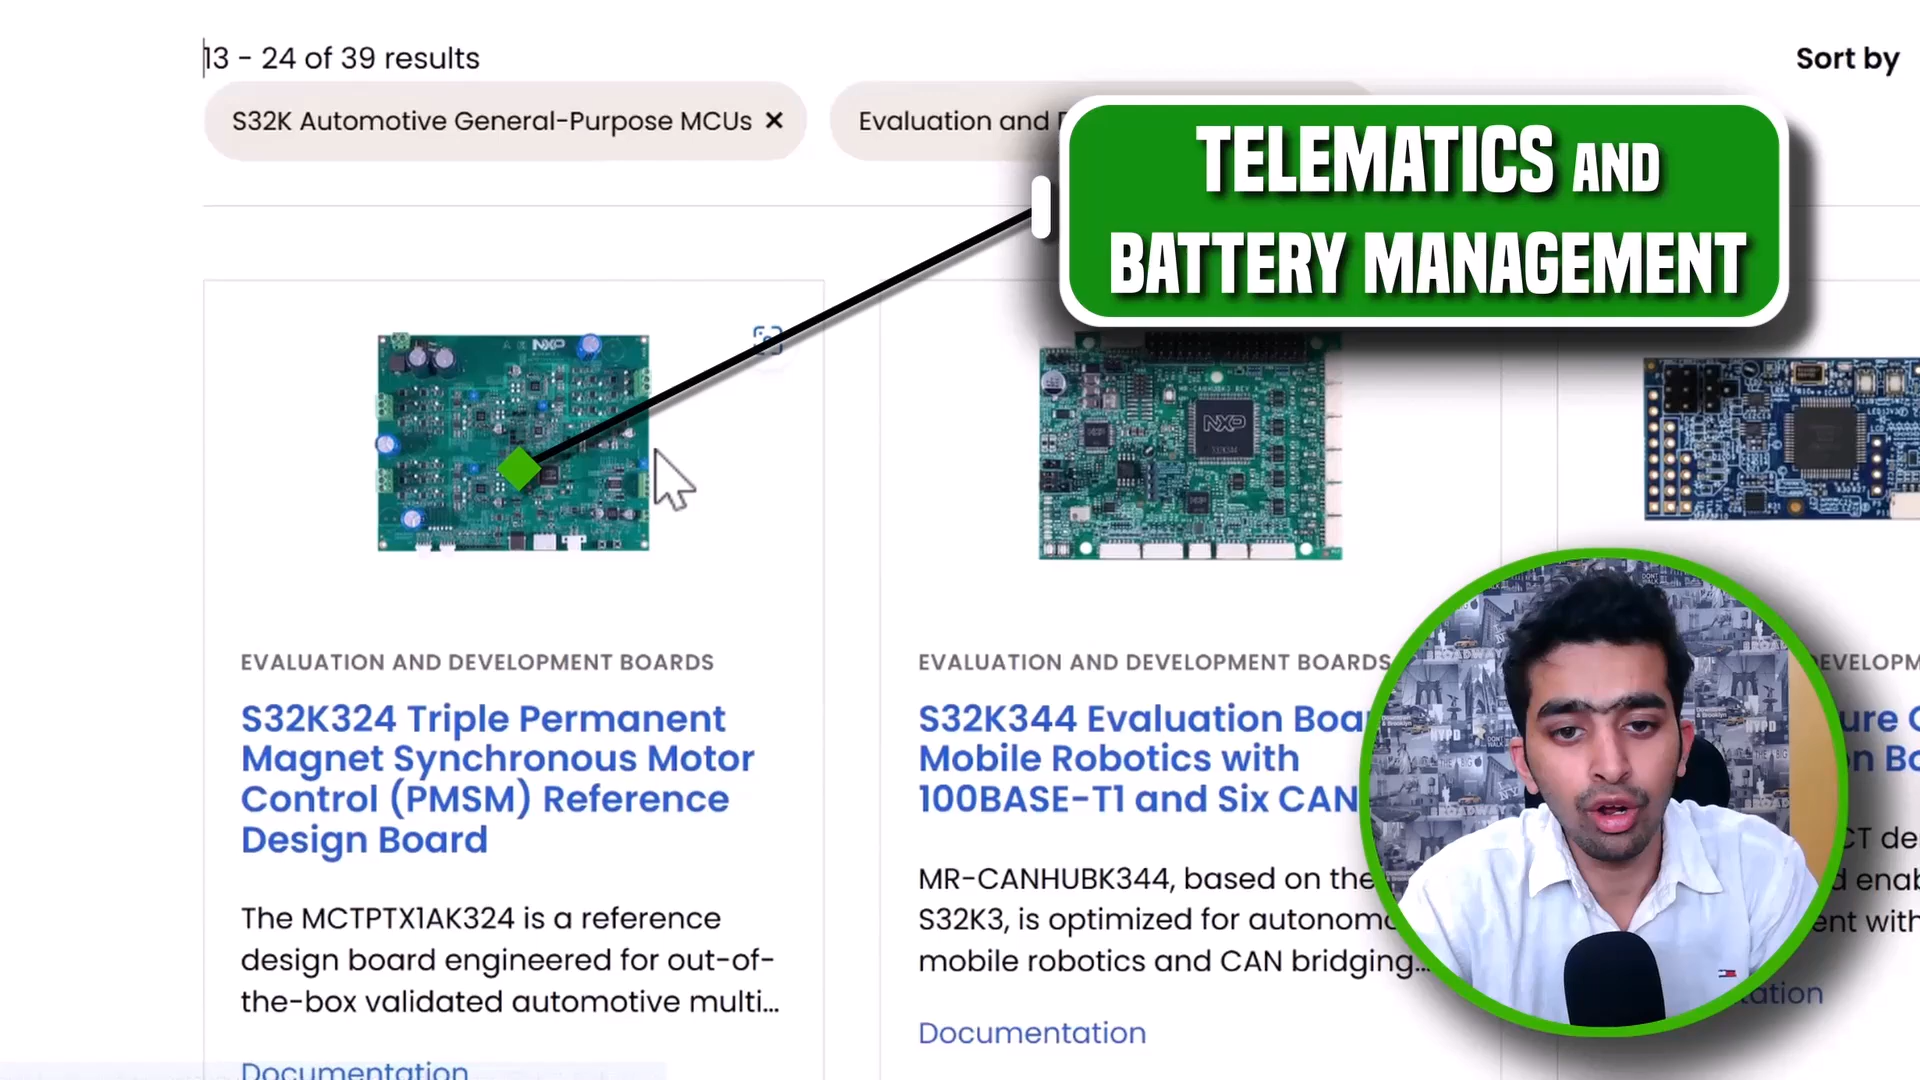 13 - 24 of 39 results
Sort by
S32K Automotive General-Purpose MCUs ×
Evaluation and
TELEMATICS AND
BATTERY MANAGEMENT
NXP
NXP
S32K344
EVALUATION AND DEVELOPMENT BOARDS
S32K324 Triple Permanent
Magnet Synchronous Motor
Control (PMSM) Reference
Design Board
The MCTPTX1AK324 is a reference
design board engineered for out-of-
the-box validated automotive multi...
Documentation
EVALUATION AND DEVELOPMENT BOARDS
S32K344 Evaluation Boa
Mobile Robotics with
100BASE-T1 and Six CAN
MR-CANHUBK344, based on the
S32K3, is optimized for autonomo
mobile robotics and CAN bridging...
Documentation